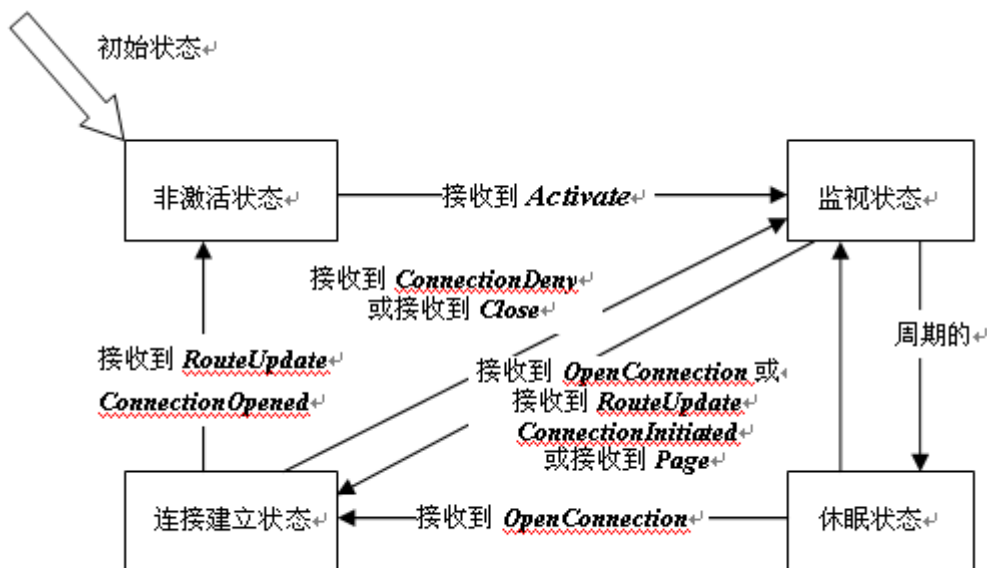 初始状态
非激活状态
接收到 Activate
监视状态
接收到 ConnectionDeny
或接收到 Close
周期的
接收到 RouteUpdate
ConnectionOpened
接收到 OpenConnection 或
接收到 RouteUpdate
ConnectionInitiated
或接收到 Page
连接建立状态
接收到 OpenConnection
休眠状态